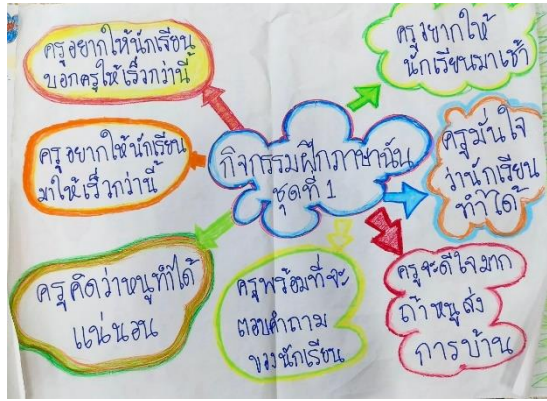 กิจกรรมฝึกภาษานั้น
ชุดที่ 1
ครูอยากให้นักเรียน
บอกครูให้เร็วกว่านี้
ครูอยากให้
นักเรียนมาเช้า
ครูอยากให้นักเรียน
มาให้เร็วกว่านี้
ครูมั่นใจ
ว่านักเรียน
ทำได้
ครูคิดว่าหนูทำได้
แน่นอน
ครูพร้อมที่จะ
ตอบคำถาม
ของนักเรียน
ครูจะดีใจมาก
ถ้าหนูส่ง
การบ้าน